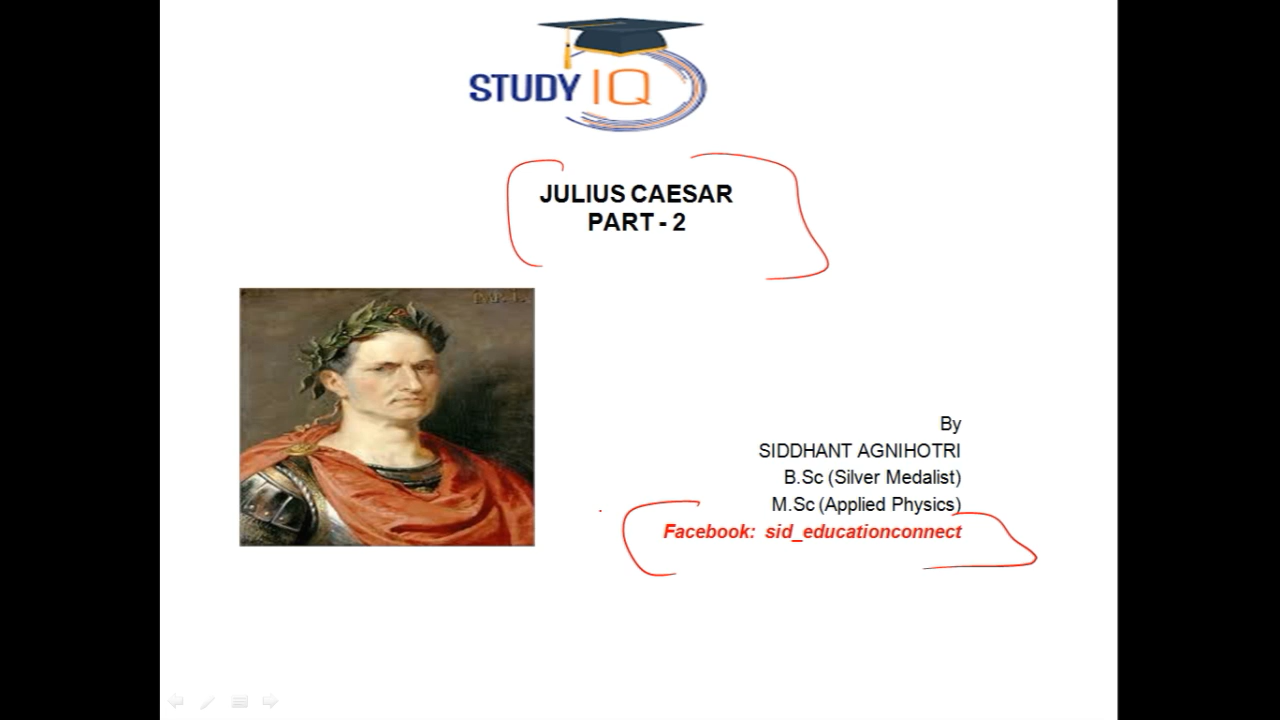 STUDY IQ
JULIUS CAESAR
PART - 2
By
SIDDHANT AGNIHOTRI
B.Sc (Silver Medalist)
M.Sc (Applied Physics)
Facebook: sid_educationconnect